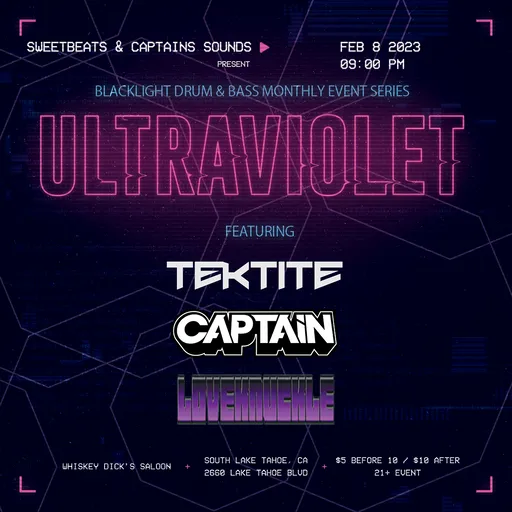 SWEETBEATS & CAPTAINS SOUNDS
PRESENT
FEB 8 2023
09:00 PM
BLACKLIGHT DRUM & BASS MONTHLY EVENT SERIES
ULTRAVIOLET
FEATURING
TEKTITE
CAPTAIN
LOVEKNUCKLE
WHISKEY DICK'S SALOON
SOUTH LAKE TAHOE, CA
2660 LAKE TAHOE BLVD
$5 BEFORE 10 / $10 AFTER
21+ EVENT